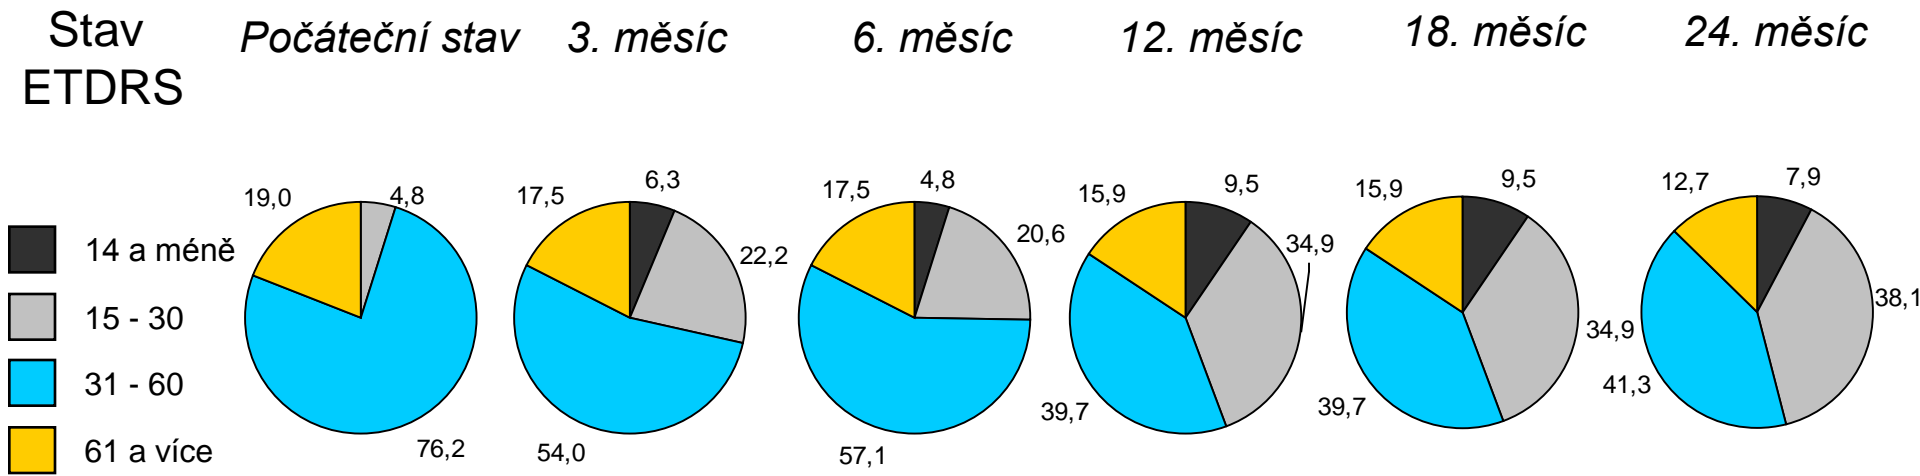 Stav
ETDRS
Počáteční stav
3. měsíc
6. měsíc
12. měsíc
18. měsíc
24. měsíc
14 a méně
15 - 30
31 - 60
61 a více
19,0
4,8
76,2
17,5
6,3
22,2
54,0
17,5
4,8
20,6
57,1
15,9
9,5
34,9
39,7
15,9
9,5
34,9
39,7
12,7
7,9
38,1
41,3